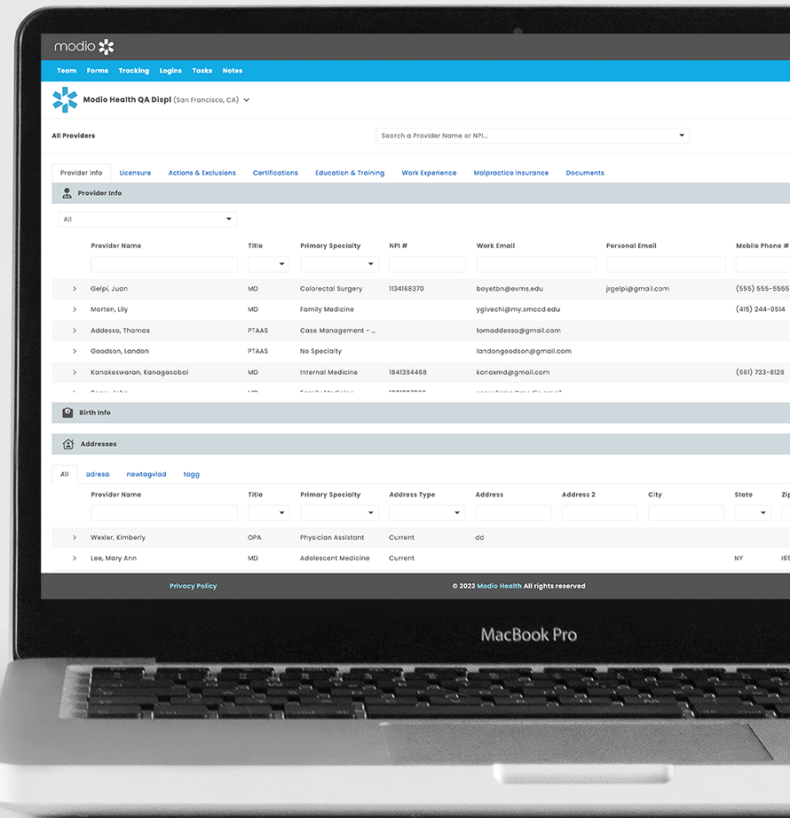 modio
Team Forms Tracking Logins Tasks Notes
Modio Health QA Displ (San Francisco, CA)
All Providers Search a Provider Name or NPI...
Provider Info Licensure Actions & Exclusions Certifications Education & Training Work Experience Malpractice Insurance Documents
Provider Info
All
Provider Name Title Primary Specialty NPI # Work Email Personal Email Mobile Phone #
Gelpi, Juan MD Colorectal Surgery 1134168370 boyetbn@evms.edu jrgelpi@gmail.com (555) 555-5555
Marten, Lily MD Family Medicine ygivechi@my.smccd.edu (415) 244-0514
Addesso, Thomas PTAAS Case Management - ... tomaddesso@gmail.com
Goodson, Landon PTAAS No Specialty landongoodson@gmail.com
Kanakeswaran, Kanagasabai MD Internal Medicine 1841384468 kanaxmd@gmail.com (661) 733-8128
Birth Info
Addresses
All adresa newtagvlad tagg
Provider Name Title Primary Specialty Address Type Address Address 2 City State
Wexler, Kimberly OPA Physician Assistant Current dd
Lee, Mary Ann MD Adolescent Medicine Current NY
Privacy Policy © 2023 Modio Health All rights reserved
MacBook Pro